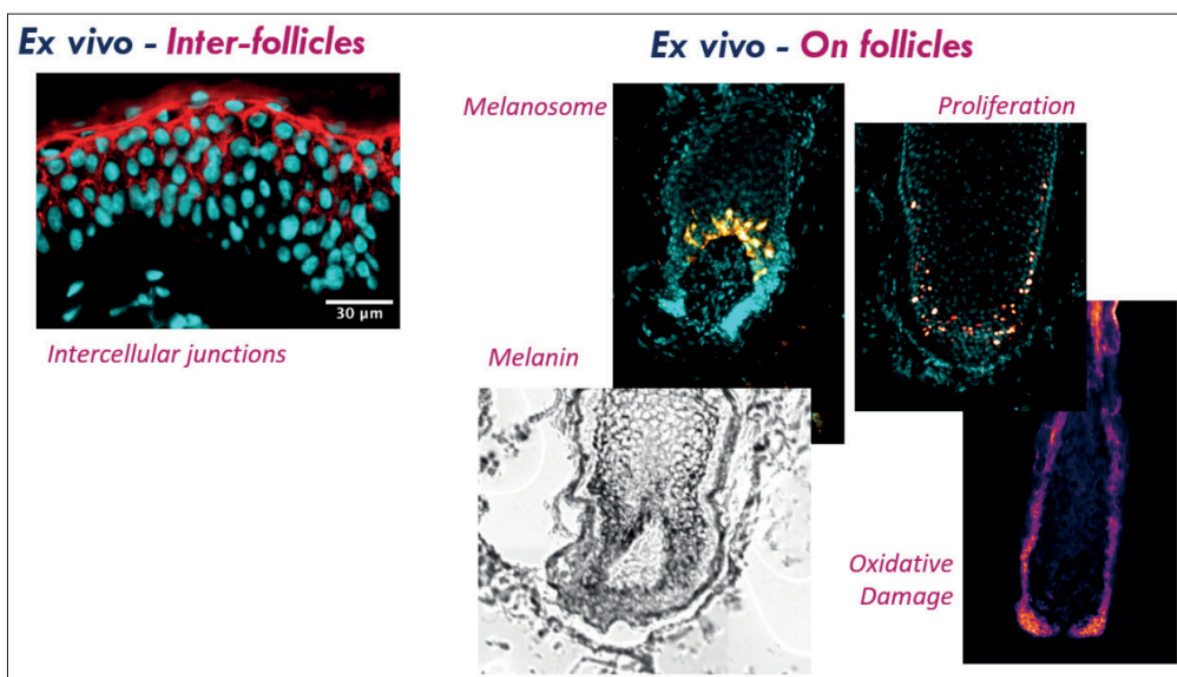 Ex vivo - Inter-follicles
30 µm
Intercellular junctions
Ex vivo - On follicles
Melanosome
Proliferation
Melanin
Oxidative
Damage